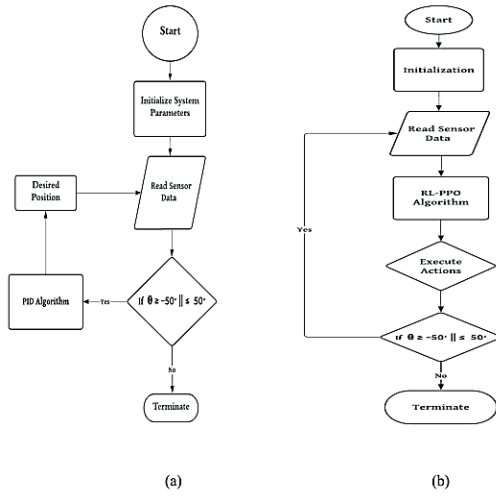 Start
Initialize System
Parameters
Read Sensor
Data
Desired
Position
PID Algorithm
Yes
If θ ≥ -50° || ≤ 50°
No
Terminate
(a)
Start
Initialization
Read Sensor
Data
RL-PPO
Algorithm
Yes
Execute
Actions
If θ ≥ -50° || ≤ 50°
No
Terminate
(b)